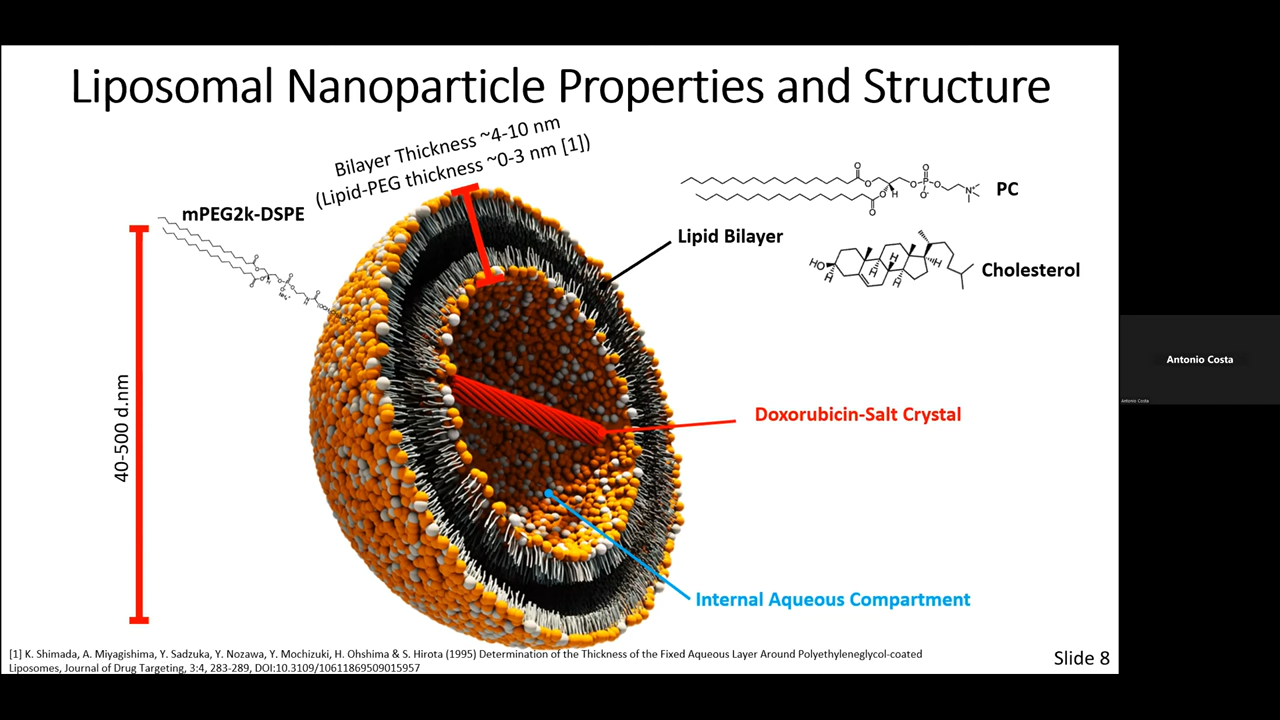 Liposomal Nanoparticle Properties and Structure
Bilayer Thickness ~4-10 nm
(Lipid-PEG thickness ~0-3 nm [1])
mPEG2k-DSPE
PC
Lipid Bilayer
Cholesterol
40-500 d.nm
Doxorubicin-Salt Crystal
Internal Aqueous Compartment
[1] K. Shimada, A. Miyagishima, Y. Sadzuka, Y. Nozawa, Y. Mochizuki, H. Ohshima & S. Hirota (1995) Determination of the Thickness of the Fixed Aqueous Layer Around Polyethyleneglycol-coated
Liposomes, Journal of Drug Targeting, 3:4, 283-289, DOI:10.3109/10611869509015957
Slide 8
Antonio Costa
Antonio Costa